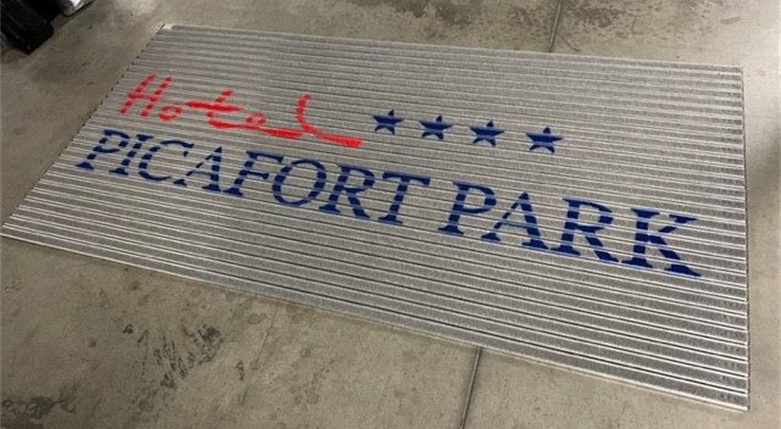 Hotel ★★★★
PICAFORT PARK